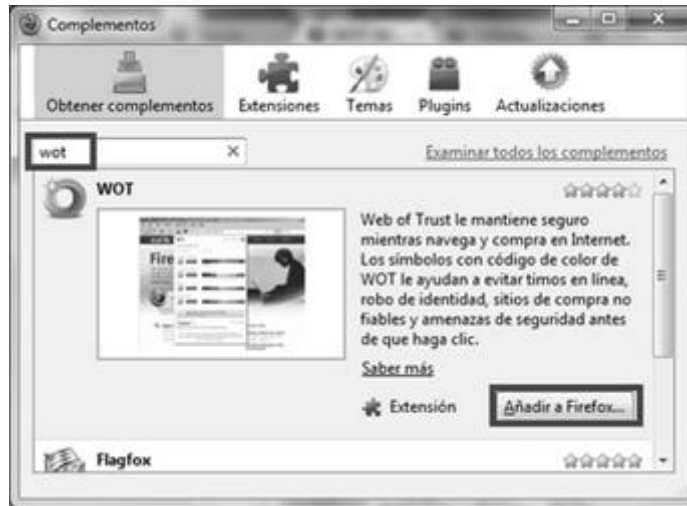 Complementos
Obtener complementos
Extensiones
Temas
Plugins
Actualizaciones
wot
Examinar todos los complementos
WOT
Web of Trust le mantiene seguro
mientras navega y compra en Internet.
Los símbolos con código de color de
WOT le ayudan a evitar timos en línea,
robo de identidad, sitios de compra no
fiables y amenazas de seguridad antes
de que haga clic.
Fire
Saber más
Extensión
Añadir a Firefox...
Flagfox